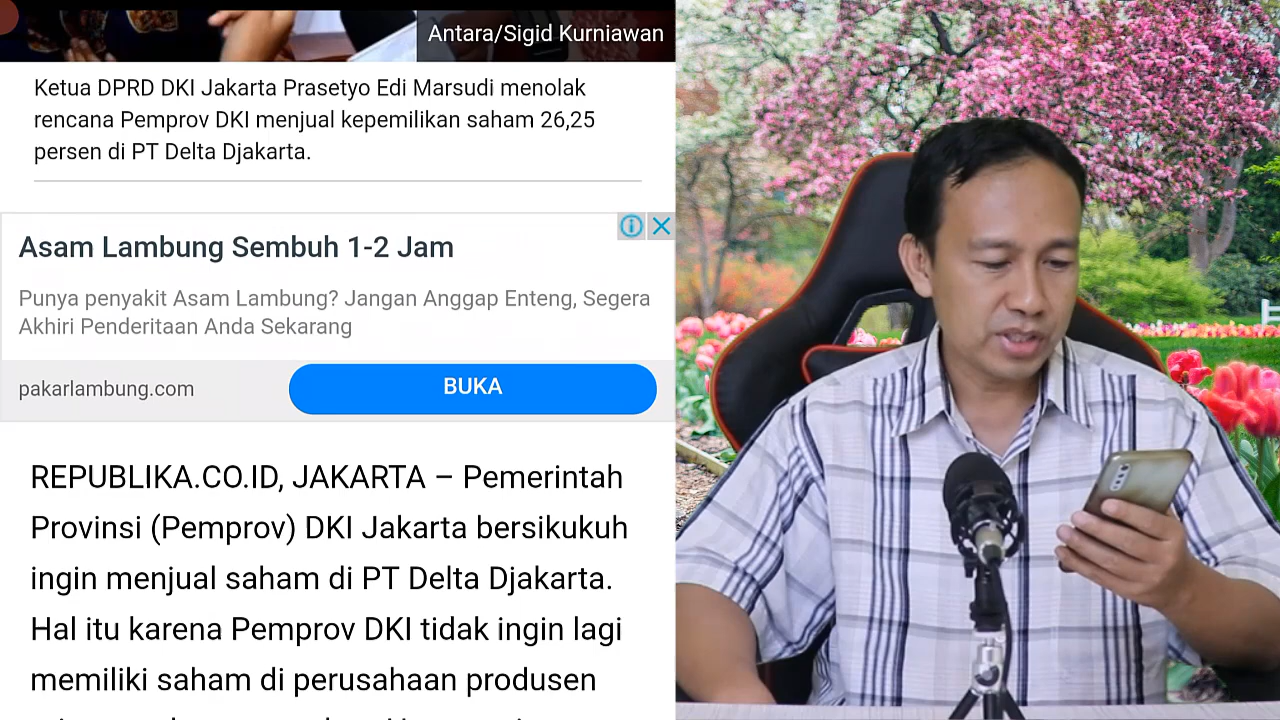 Antara/Sigid Kurniawan
Ketua DPRD DKI Jakarta Prasetyo Edi Marsudi menolak
rencana Pemprov DKI menjual kepemilikan saham 26,25
persen di PT Delta Djakarta.
Asam Lambung Sembuh 1-2 Jam
Punya penyakit Asam Lambung? Jangan Anggap Enteng, Segera
Akhiri Penderitaan Anda Sekarang
pakarlambung.com
BUKA
REPUBLIKA.CO.ID, JAKARTA – Pemerintah
Provinsi (Pemprov) DKI Jakarta bersikukuh
ingin menjual saham di PT Delta Djakarta.
Hal itu karena Pemprov DKI tidak ingin lagi
memiliki saham di perusahaan produsen